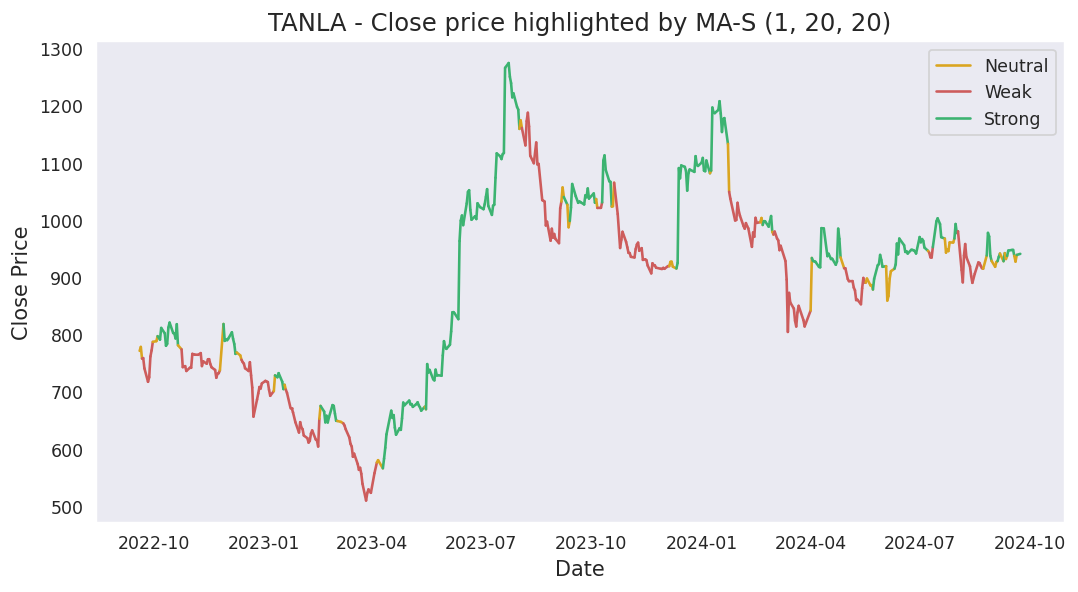 TANLA - Close price highlighted by MA-S (1, 20, 20)
Neutral
Weak
Strong
Close Price
1300
1200
1100
1000
900
800
700
600
500
2022-10 2023-01 2023-04 2023-07 2023-10 2024-01 2024-04 2024-07 2024-10
Date